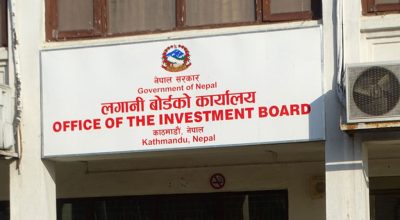 नेपाल सरकार
Government of Nepal
लगानी बोर्डको कार्यालय
OFFICE OF THE INVESTMENT BOARD
काठमाडौं, नेपाल
Kathmandu, Nepal